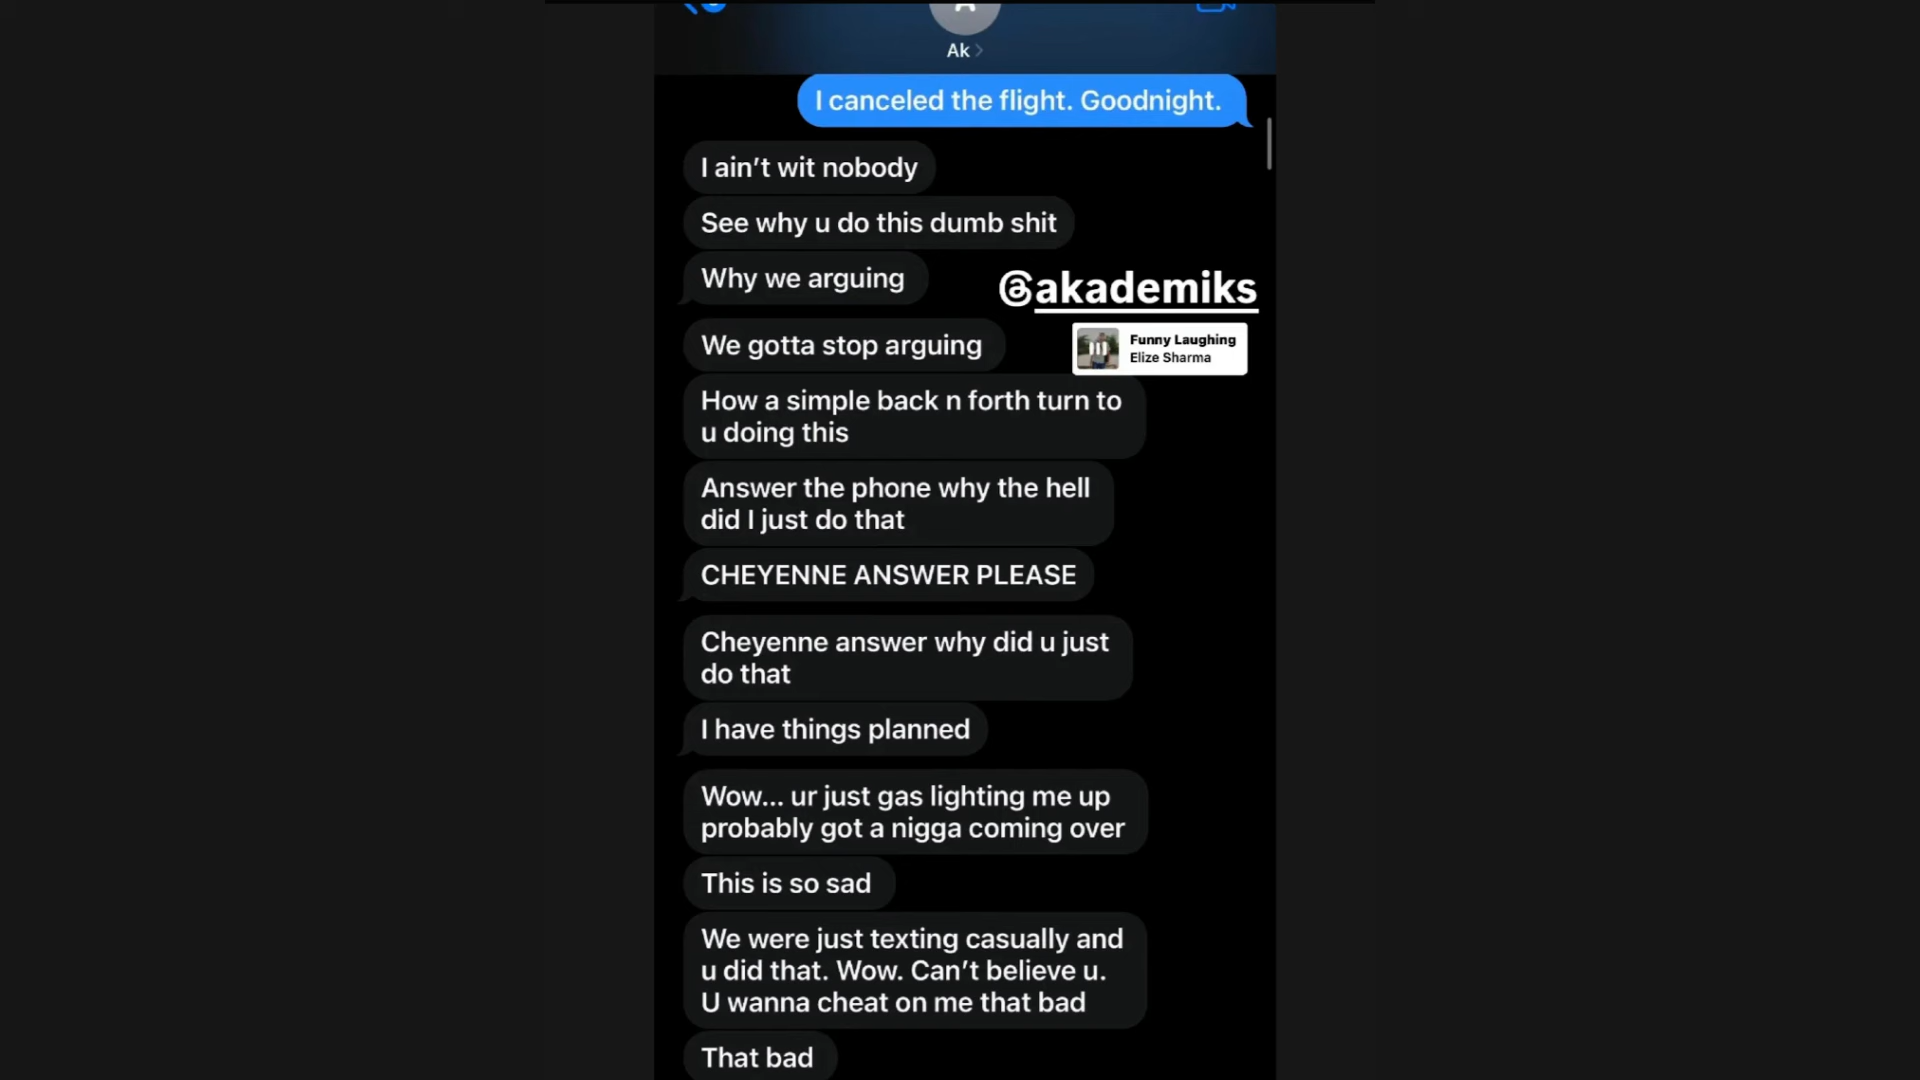 Ak
I canceled the flight. Goodnight.
I ain't wit nobody
See why u do this dumb shit
Why we arguing
@akademiks
We gotta stop arguing
Funny Laughing
Elize Sharma
How a simple back n forth turn to
u doing this
Answer the phone why the hell
did I just do that
CHEYENNE ANSWER PLEASE
Cheyenne answer why did u just
do that
I have things planned
Wow... ur just gas lighting me up
probably got a nigga coming over
This is so sad
We were just texting casually and
u did that. Wow. Can't believe u.
U wanna cheat on me that bad
That bad